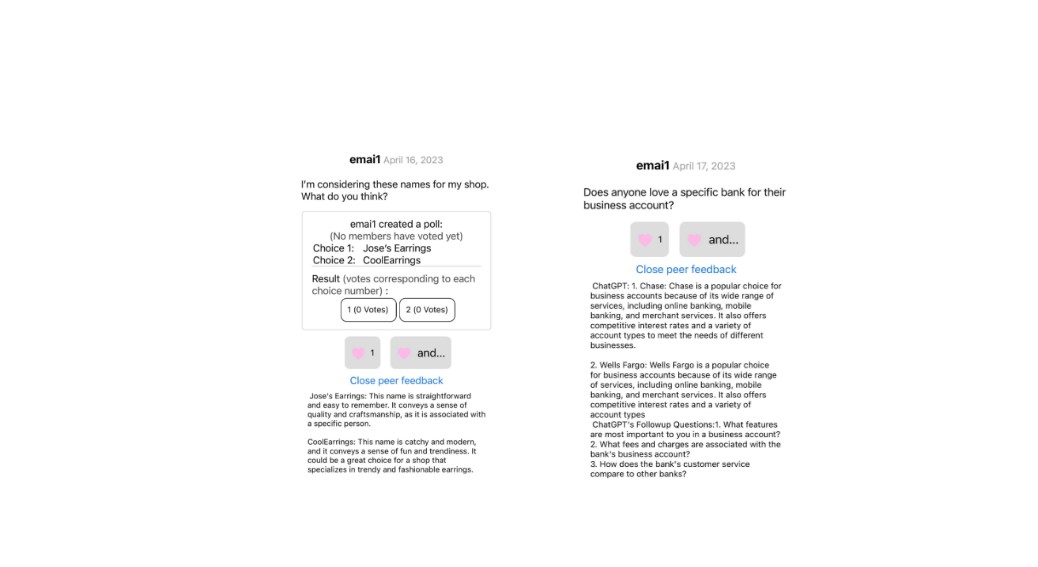 emai1 April 16, 2023
I'm considering these names for my shop.
What do you think?
emai1 created a poll:
(No members have voted yet)
Choice 1: Jose's Earrings
Choice 2: CoolEarrings
Result (votes corresponding to each
choice number) :
1 (0 Votes) 2 (0 Votes)
1 and...
Close peer feedback
Jose's Earrings: This name is straightforward
and easy to remember. It conveys a sense of
quality and craftsmanship, as it is associated with
a specific person.
CoolEarrings: This name is catchy and modern,
and it conveys a sense of fun and trendiness. It
could be a great choice for a shop that
specializes in trendy and fashionable earrings.
emai1 April 17, 2023
Does anyone love a specific bank for their
business account?
1 and...
Close peer feedback
ChatGPT: 1. Chase: Chase is a popular choice for
business accounts because of its wide range of
services, including online banking, mobile
banking, and merchant services. It also offers
competitive interest rates and a variety of
account types to meet the needs of different
businesses.
2. Wells Fargo: Wells Fargo is a popular choice
for business accounts because of its wide range
of services, including online banking, mobile
banking, and merchant services. It also offers
competitive interest rates and a variety of
account types
ChatGPT's Followup Questions:1. What features
are most important to you in a business account?
2. What fees and charges are associated with the
bank's business account?
3. How does the bank's customer service
compare to other banks?